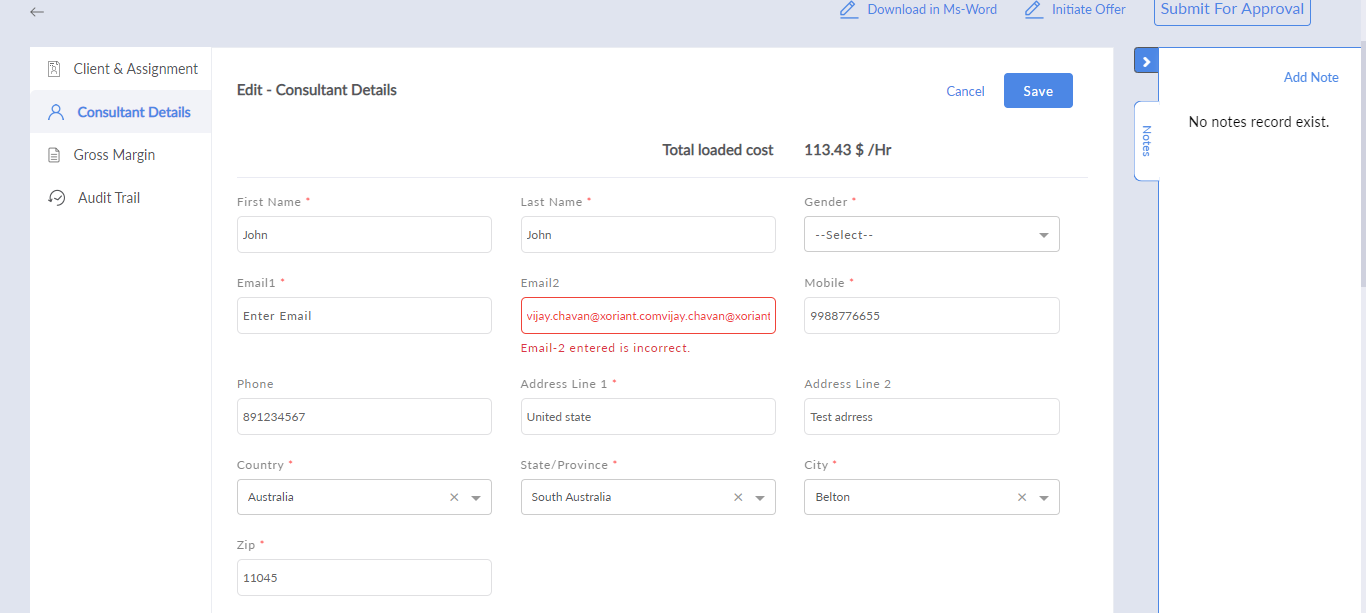 Download in Ms-Word
Initiate Offer
Submit For Approval
Client & Assignment
Consultant Details
Gross Margin
Audit Trail
Edit - Consultant Details
Cancel
Save
Total loaded cost 113.43 $ /Hr
First Name * Last Name * Gender *
John John --Select--
Email1 * Email2 Mobile *
Enter Email vijay.chavan@xoriant.comvijay.chavan@xoriant 9988776655
Email-2 entered is incorrect.
Phone Address Line 1 * Address Line 2
891234567 United state Test adrress
Country * State/Province * City *
Australia × South Australia × Belton ×
Zip *
11045
Add Note
Notes
No notes record exist.